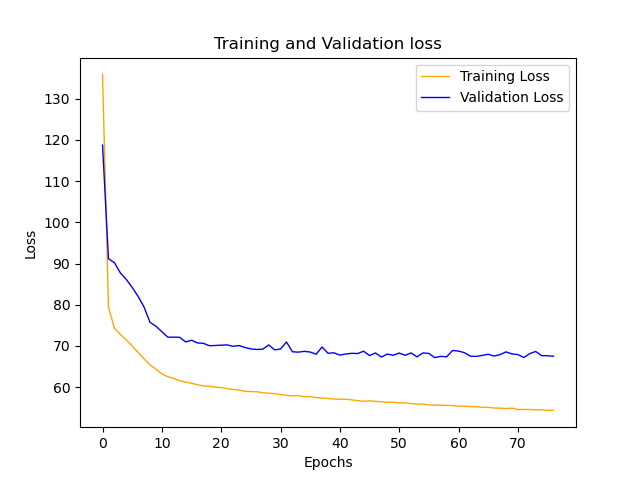 Training and Validation loss
Training Loss
Validation Loss
130
120
110
100
90
80
70
60
Loss
0 10 20 30 40 50 60 70
Epochs